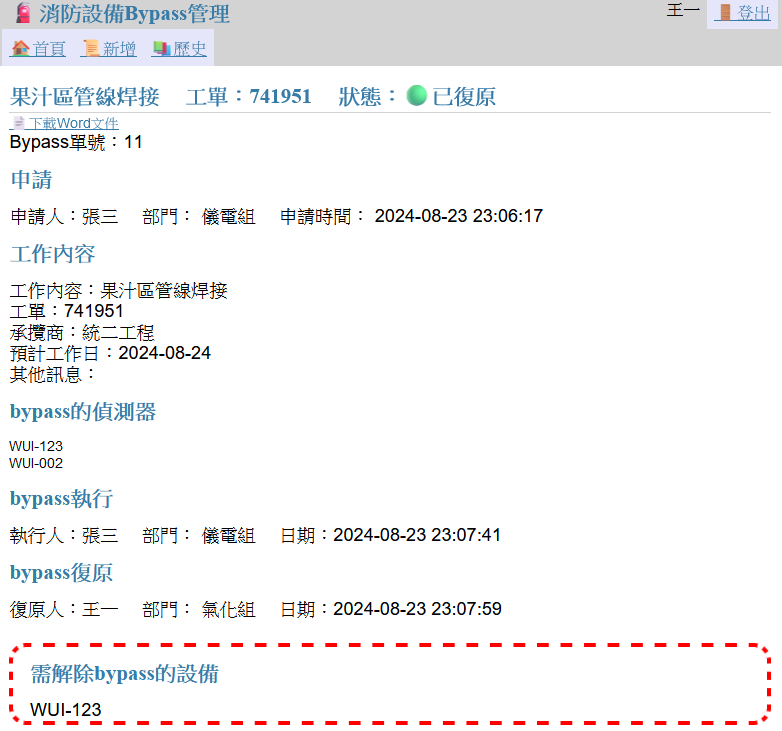 消防設備Bypass管理
王一 登出
首頁 新增 歷史
果汁區管線焊接 工單：741951 狀態： 已復原
下載Word文件
Bypass單號：11
申請
申請人：張三 部門： 儀電組 申請時間： 2024-08-23 23:06:17
工作內容
工作內容：果汁區管線焊接
工單：741951
承攬商：統二工程
預計工作日：2024-08-24
其他訊息：
bypass的偵測器
WUI-123
WUI-002
bypass執行
執行人：張三 部門： 儀電組 日期：2024-08-23 23:07:41
bypass復原
復原人：王一 部門： 氣化組 日期：2024-08-23 23:07:59
需解除bypass的設備
WUI-123